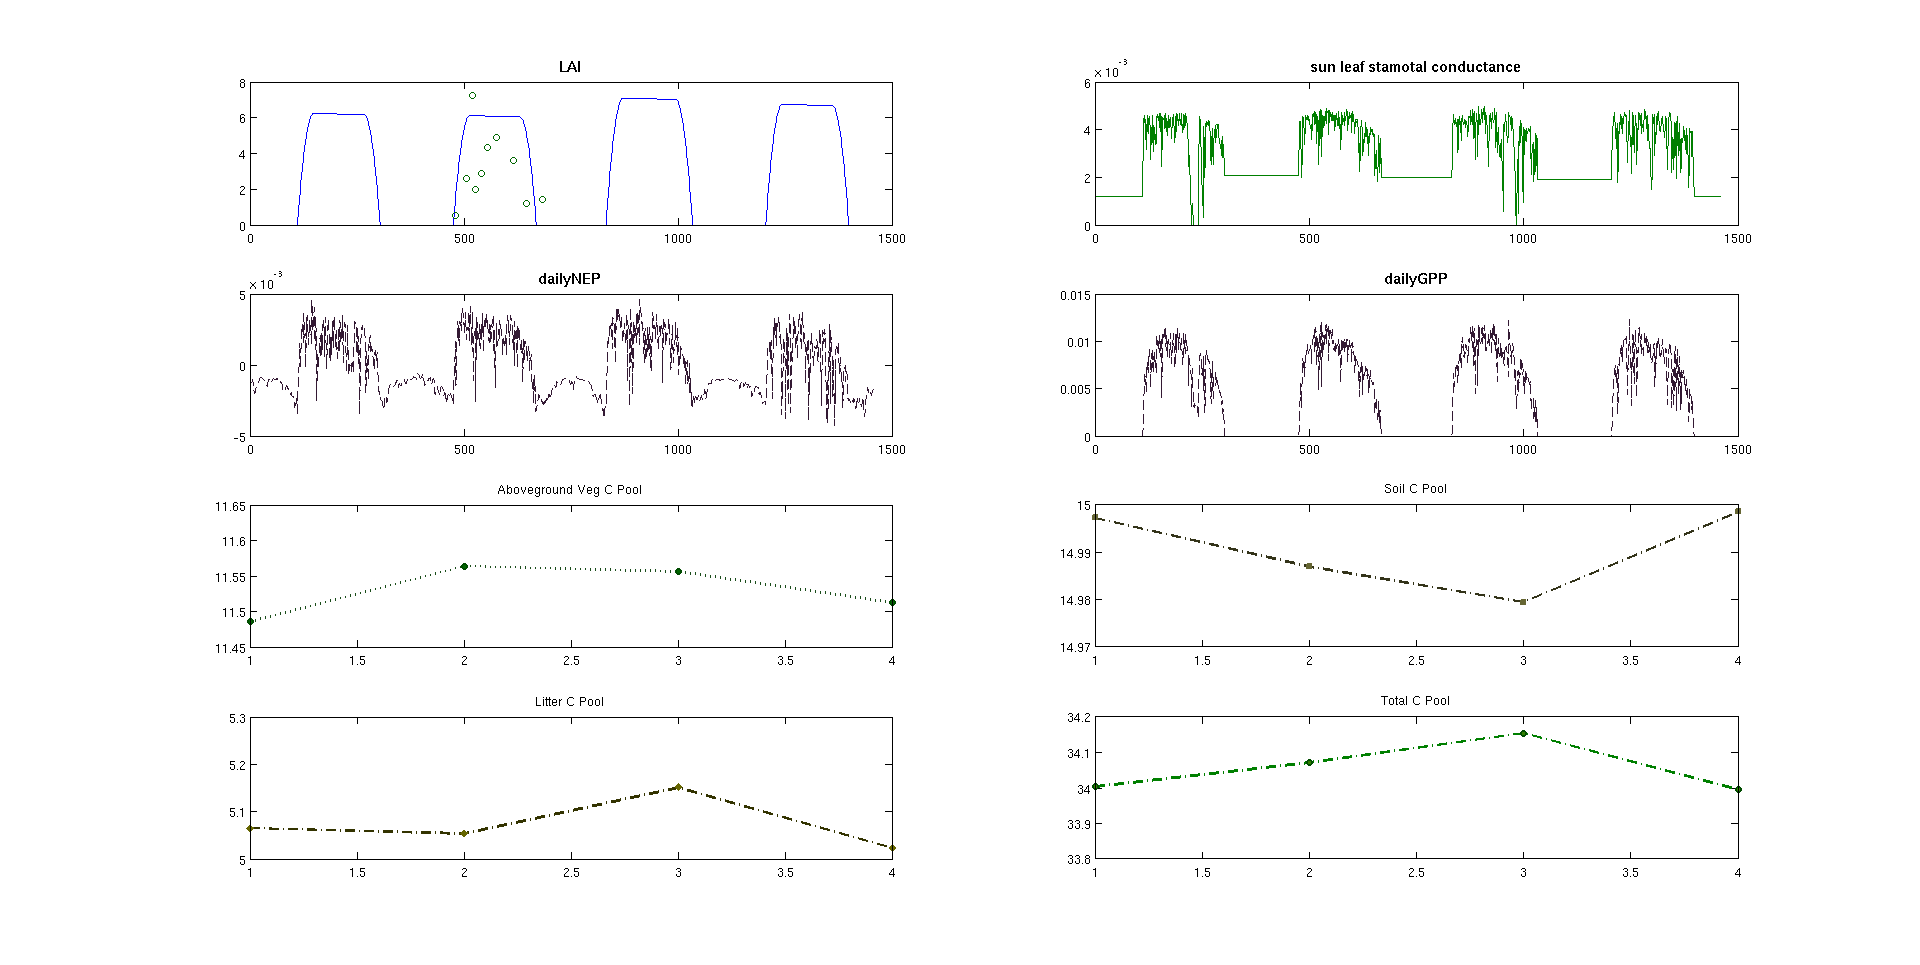 LAI
8
6
4
2
0
0 500 1000 1500
sun leaf stamotal conductance
×10⁻³
6
4
2
0
0 500 1000 1500
dailyNEP
×10⁻³
5
0
-5
0 500 1000 1500
dailyGPP
0.015
0.01
0.005
0
0 500 1000 1500
Aboveground Veg C Pool
11.65
11.6
11.55
11.5
11.45
1 1.5 2 2.5 3 3.5 4
Soil C Pool
15
14.99
14.98
14.97
1 1.5 2 2.5 3 3.5 4
Litter C Pool
5.3
5.2
5.1
5
1 1.5 2 2.5 3 3.5 4
Total C Pool
34.2
34.1
34
33.9
33.8
1 1.5 2 2.5 3 3.5 4